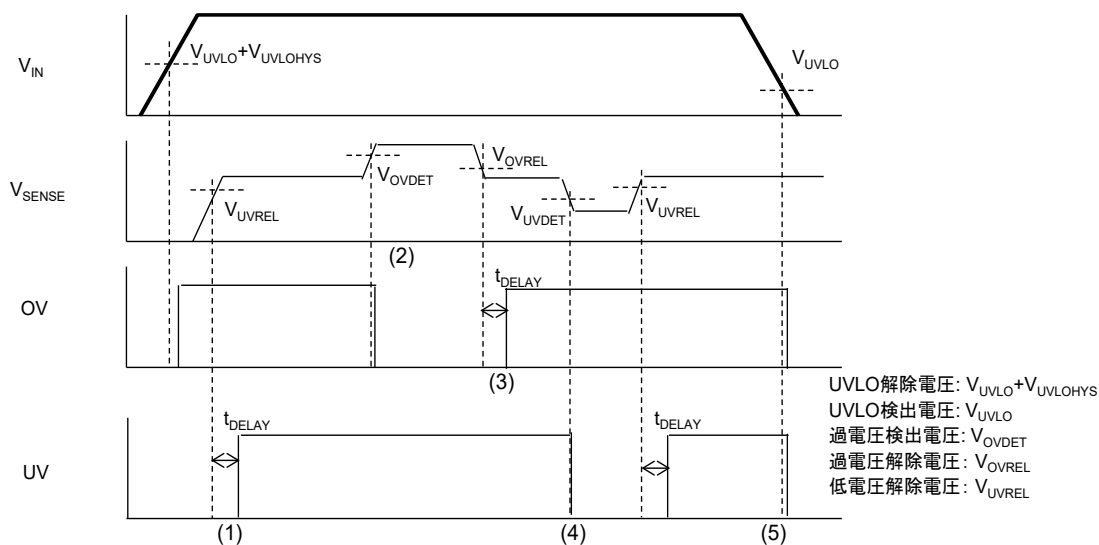 V_IN
V_UVLO+V_UVLOHYS
V_UVLO
V_SENSE
V_UVREL
V_OVDET
V_OVREL
V_UVDET
V_UVREL
(2)
OV
t_DELAY
(3)
UV
t_DELAY
t_DELAY
(1)
(4)
(5)
UVLO解除電圧: V_UVLO+V_UVLOHYS
UVLO検出電圧: V_UVLO
過電圧検出電圧: V_OVDET
過電圧解除電圧: V_OVREL
低電圧解除電圧: V_UVREL